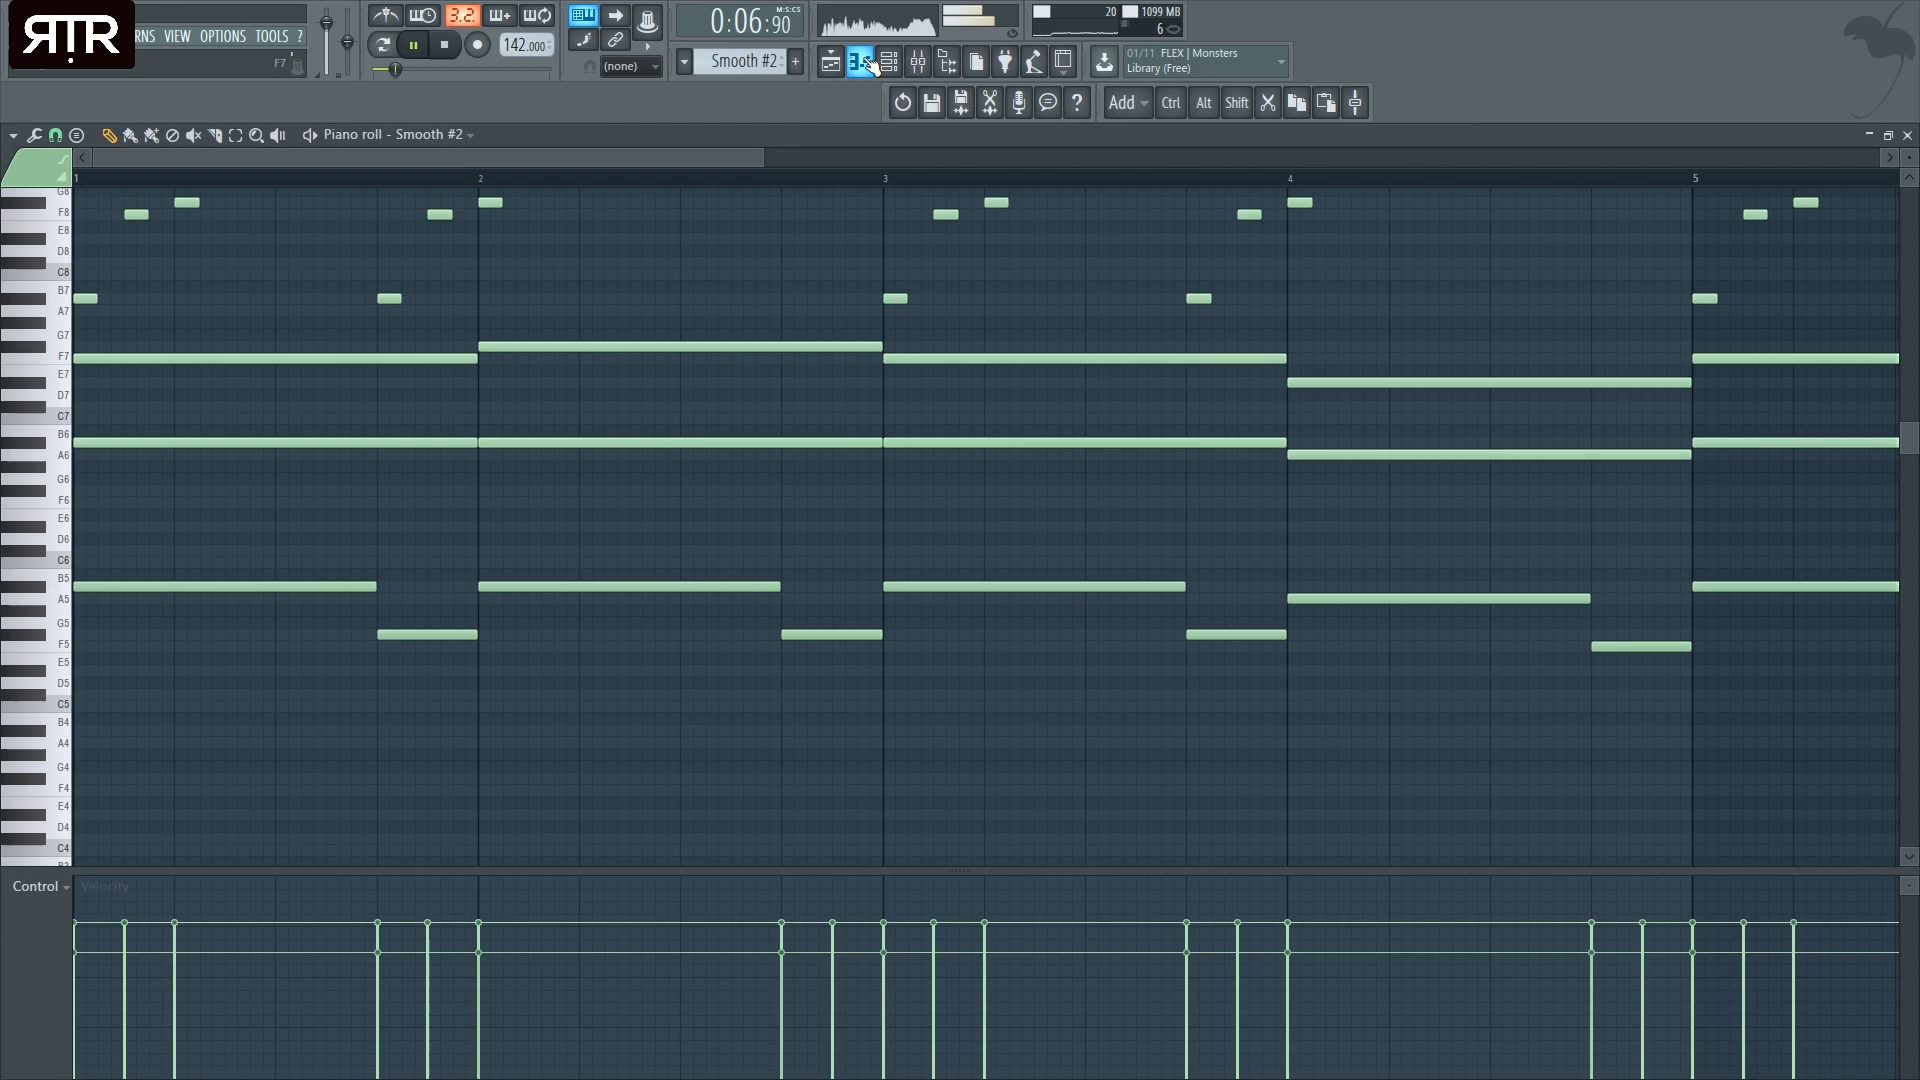 RTR
RNS VIEW OPTIONS TOOLS ?
F7
3.2.
142.000
(none)
M:S:CS
0:06:90
Smooth #2
+
20
1099 MB
6
01/11 FLEX | Monsters
Library (Free)
?
Add
Ctrl
Alt
Shift
Piano roll - Smooth #2
1
2
3
4
5
G8
F8
E8
D8
C8
B7
A7
G7
F7
E7
D7
C7
B6
A6
G6
F6
E6
D6
C6
B5
A5
G5
F5
E5
D5
C5
B4
A4
G4
F4
E4
D4
C4
B3
Control
Velocity